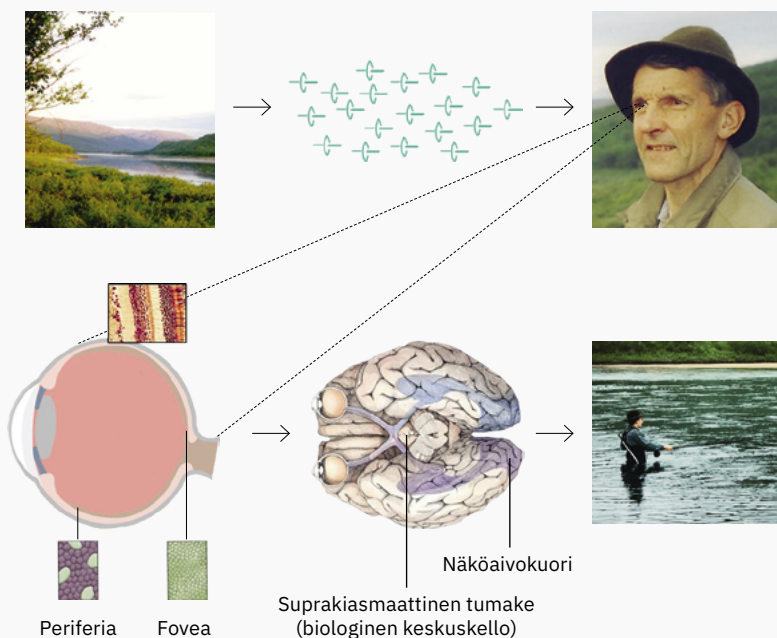 Näköaivokuori
Suprakiasmaattinen tumake
(biologinen keskuskello)
Periferia
Fovea